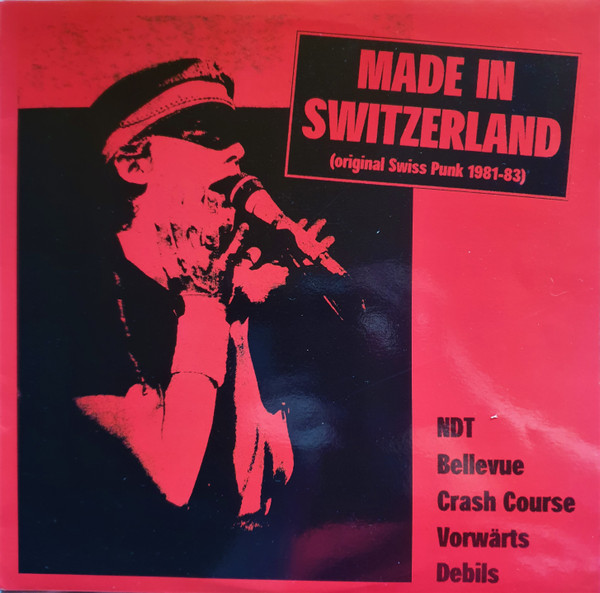 MADE IN
SWITZERLAND
(original Swiss Punk 1981-83)
NDT
Bellevue
Crash Course
Vorwärts
Debils